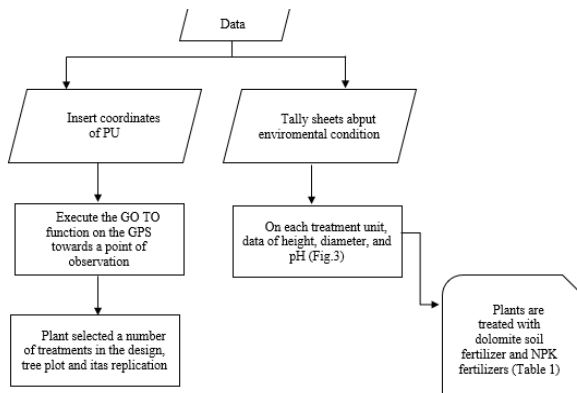 Data
Insert coordinates
of PU
Tally sheets abput
enviromental condition
Execute the GO TO
function on the GPS
towards a point of
observation
On each treatment unit,
data of height, diameter, and
pH (Fig.3)
Plant selected a number
of treatments in the design,
tree plot and itas replication
Plants are
treated with
dolomite soil
fertilizer and NPK
fertilizers (Table 1)